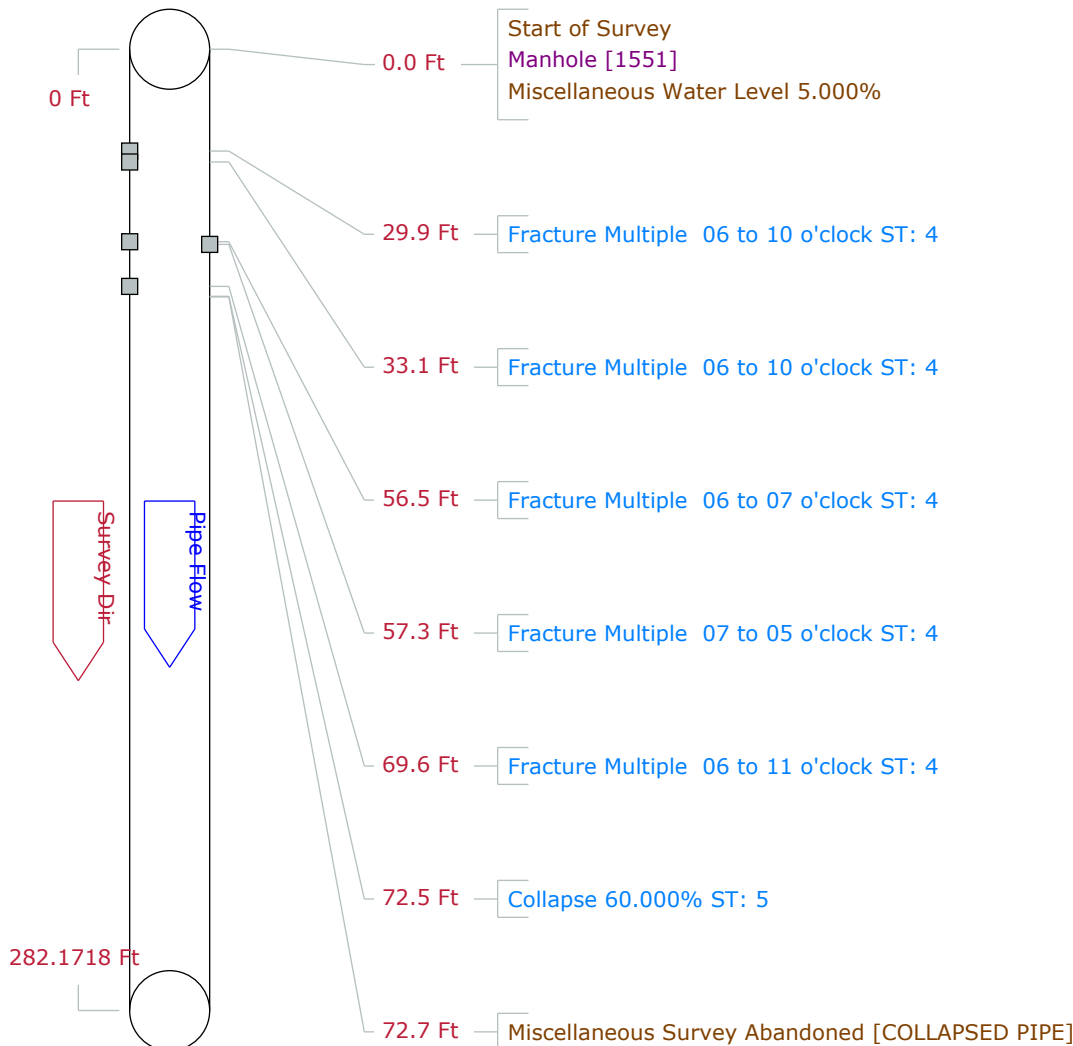 Start of Survey
0.0 Ft
Manhole [1551]
Miscellaneous Water Level 5.000%
0 Ft
29.9 Ft
Fracture Multiple  06 to 10 o'clock ST: 4
33.1 Ft
Fracture Multiple  06 to 10 o'clock ST: 4
56.5 Ft
Fracture Multiple  06 to 07 o'clock ST: 4
Survey Dir
Pipe Flow
57.3 Ft
Fracture Multiple  07 to 05 o'clock ST: 4
69.6 Ft
Fracture Multiple  06 to 11 o'clock ST: 4
72.5 Ft
Collapse 60.000% ST: 5
282.1718 Ft
72.7 Ft
Miscellaneous Survey Abandoned [COLLAPSED PIPE]